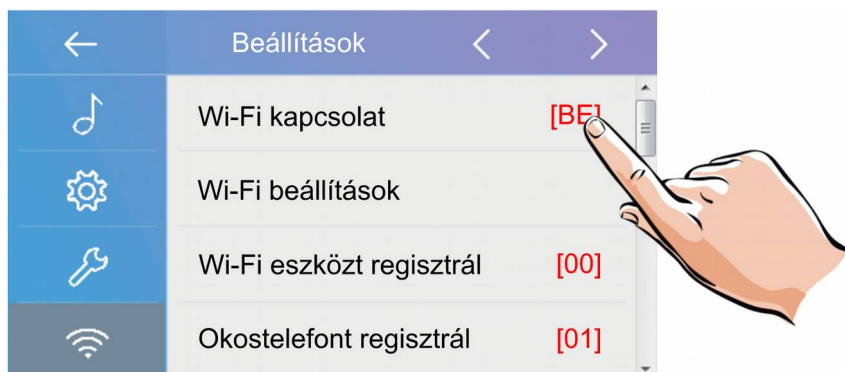 Beállítások
Wi-Fi kapcsolat [BE]
Wi-Fi beállítások
Wi-Fi eszközt regisztrál [00]
Okostelefont regisztrál [01]